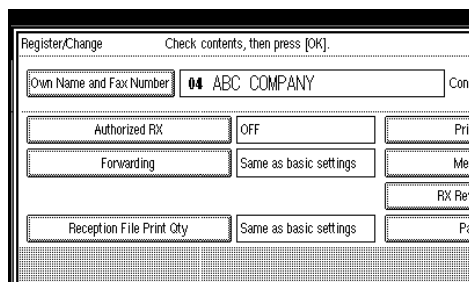 Register/Change Check contents, then press [OK].
Own Name and Fax Number 04 ABC COMPANY
Authorized RX OFF
Forwarding Same as basic settings
Reception File Print Qty Same as basic settings